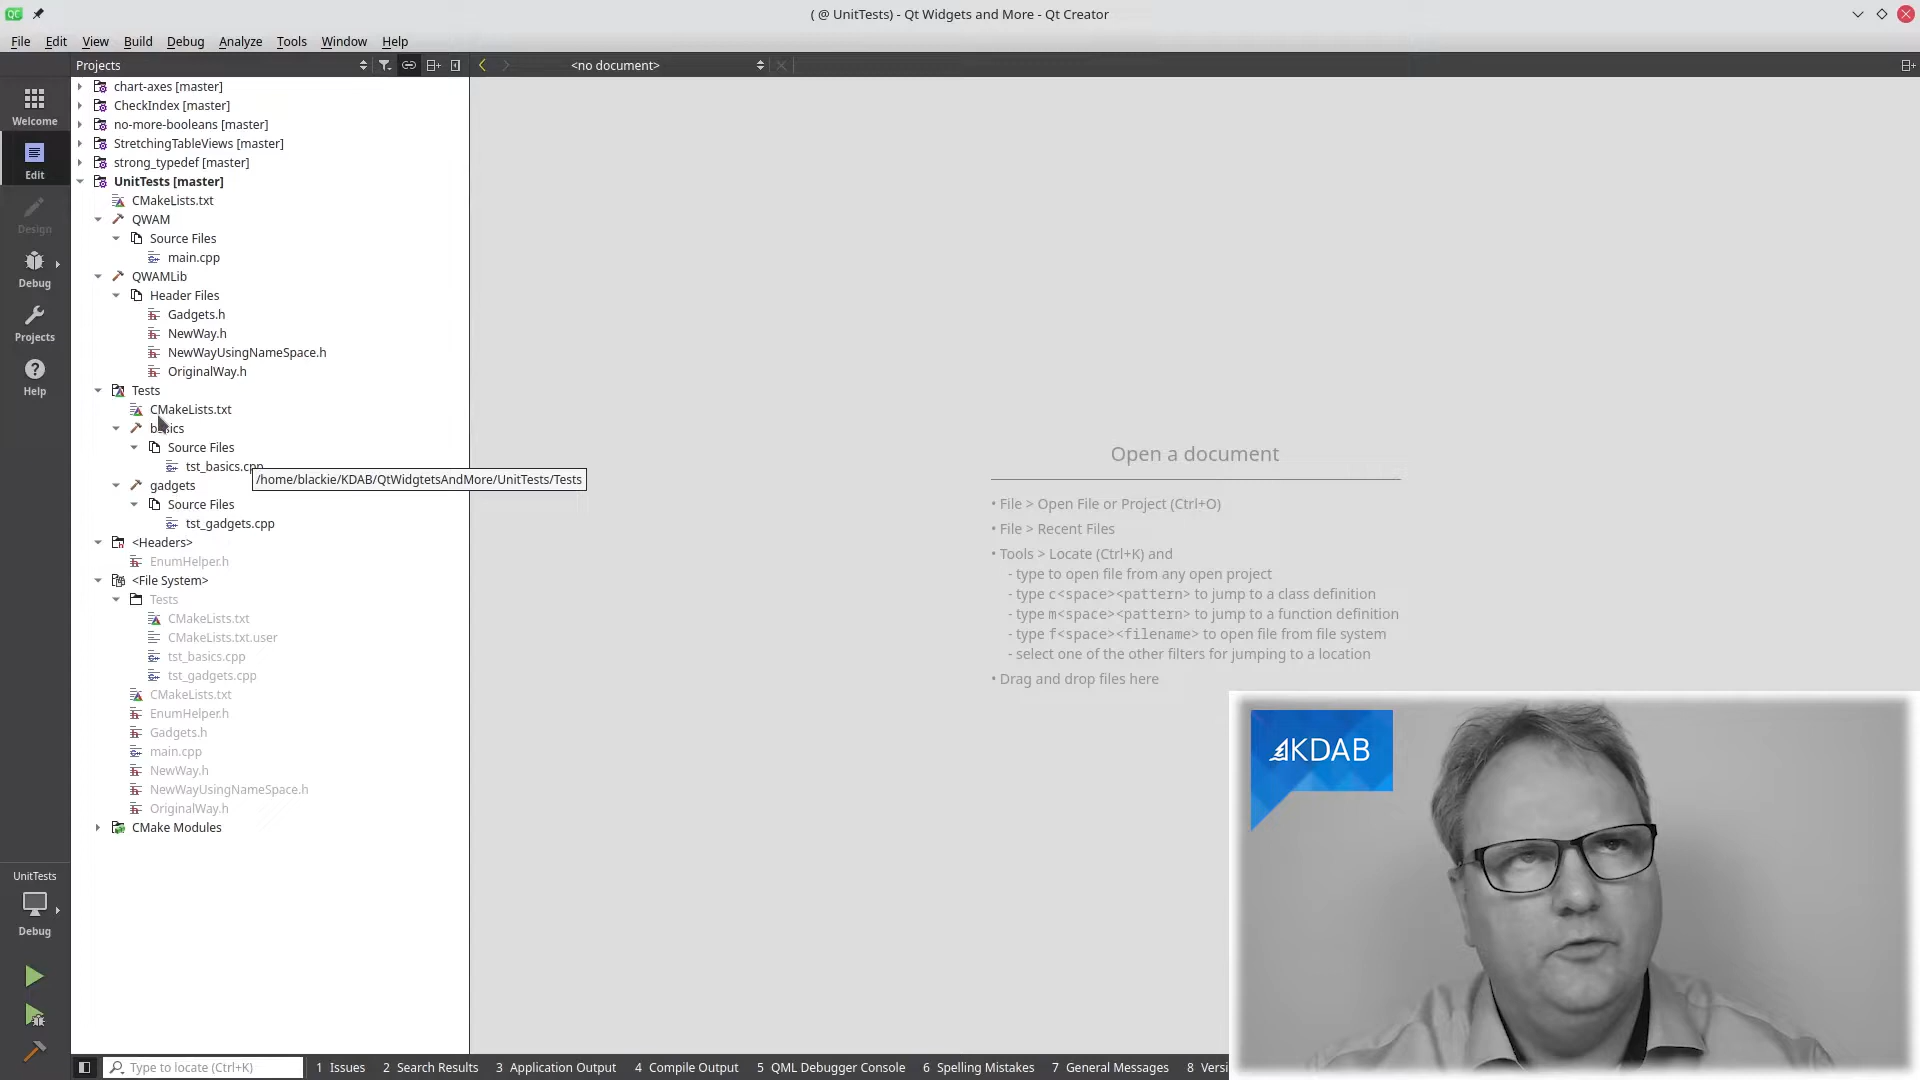 ( @ UnitTests) - Qt Widgets and More - Qt Creator
File Edit View Build Debug Analyze Tools Window Help
Projects
<no document>
Welcome
Edit
Design
Debug
Projects
Help
chart-axes [master]
CheckIndex [master]
no-more-booleans [master]
StretchingTableViews [master]
strong_typedef [master]
UnitTests [master]
CMakeLists.txt
QWAM
Source Files
main.cpp
QWAMLib
Header Files
Gadgets.h
NewWay.h
NewWayUsingNameSpace.h
OriginalWay.h
Tests
CMakeLists.txt
basics
Source Files
tst_basics.cpp
/home/blackie/KDAB/QtWidgtetsAndMore/UnitTests/Tests
gadgets
Source Files
tst_gadgets.cpp
<Headers>
EnumHelper.h
<File System>
Tests
CMakeLists.txt
CMakeLists.txt.user
tst_basics.cpp
tst_gadgets.cpp
CMakeLists.txt
EnumHelper.h
Gadgets.h
main.cpp
NewWay.h
NewWayUsingNameSpace.h
OriginalWay.h
CMake Modules
Open a document
• File > Open File or Project (Ctrl+O)
• File > Recent Files
• Tools > Locate (Ctrl+K) and
- type to open file from any open project
- type c<space><pattern> to jump to a class definition
- type m<space><pattern> to jump to a function definition
- type f<space><filename> to open file from file system
- select one of the other filters for jumping to a location
• Drag and drop files here
KDAB
UnitTests
Debug
Type to locate (Ctrl+K)
1 Issues 2 Search Results 3 Application Output 4 Compile Output 5 QML Debugger Console 6 Spelling Mistakes 7 General Messages 8 Versi